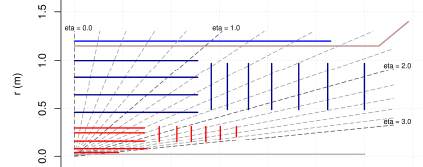 1.5
eta = 0.0
eta = 1.0
1.0
eta = 2.0
r (m)
0.5
eta = 3.0
0.0